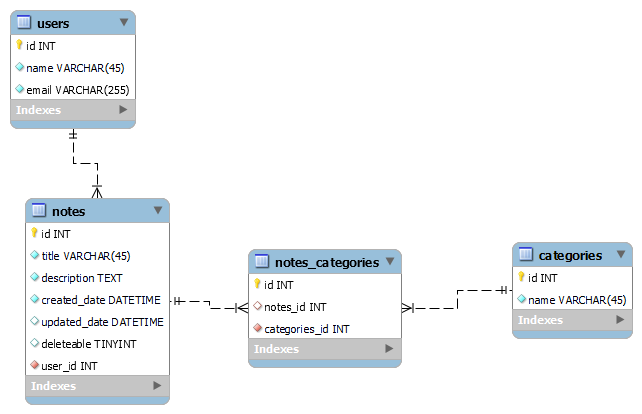 users
id INT
name VARCHAR(45)
email VARCHAR(255)
Indexes
notes
id INT
title VARCHAR(45)
description TEXT
created_date DATETIME
updated_date DATETIME
deleteable TINYINT
user_id INT
Indexes
notes_categories
id INT
notes_id INT
categories_id INT
Indexes
categories
id INT
name VARCHAR(45)
Indexes